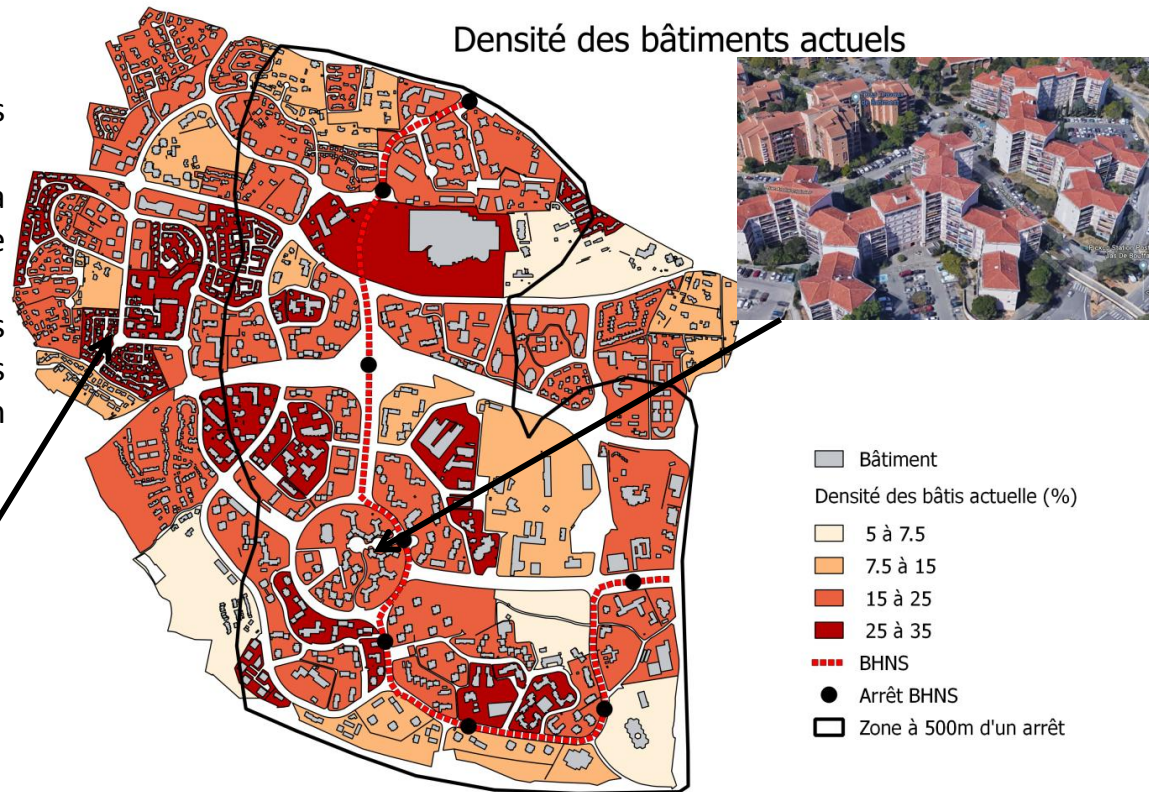 Densité des bâtiments actuels
s
a
e
s
s
n
Bâtiment
Densité des bâtis actuelle (%)
5 à 7.5
7.5 à 15
15 à 25
25 à 35
BHNS
Arrêt BHNS
Zone à 500m d'un arrêt